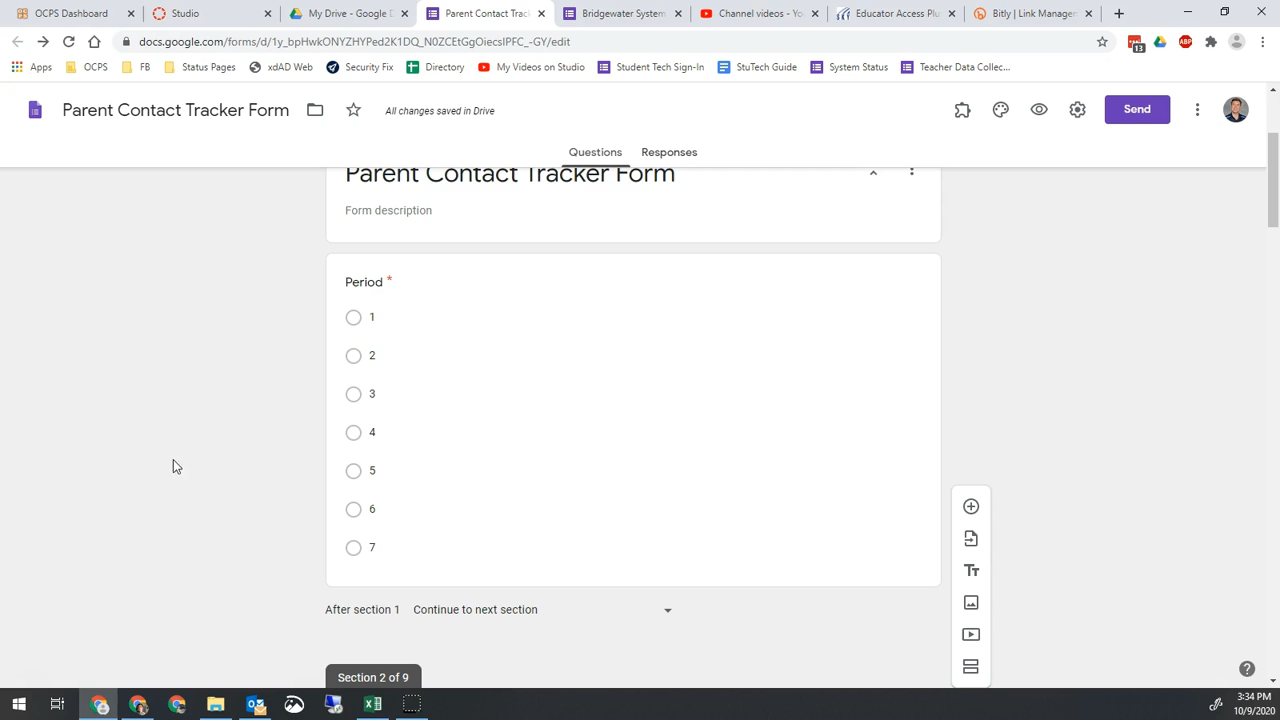 OCPS Dashboard
Studio
My Drive - Google D
Parent Contact Track
Bridgewater System
Channel videos - Yo
Educator Access Plu
Bitly | Link Managem
docs.google.com/forms/d/1y_bpHwkONYZHYPed2K1DQ_N0ZCEtGgOiecsIPFC_-GY/edit
13
Apps
OCPS
FB
Status Pages
xdAD Web
Security Fix
Directory
My Videos on Studio
Student Tech Sign-In
StuTech Guide
System Status
Teacher Data Collec...
Parent Contact Tracker Form
All changes saved in Drive
Send
Questions
Responses
Parent Contact Tracker Form
Form description
Period *
1
2
3
4
5
6
7
After section 1 Continue to next section
Section 2 of 9
3:34 PM
10/9/2020